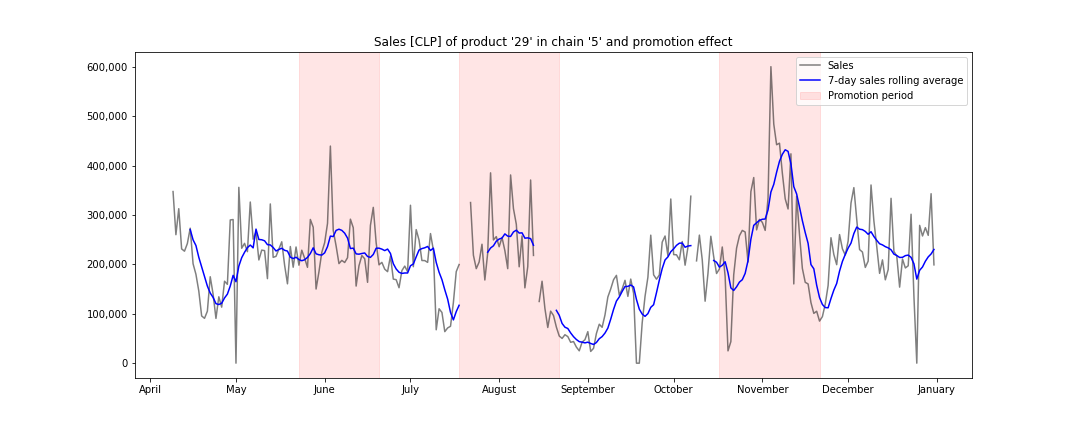 Sales [CLP] of product '29' in chain '5' and promotion effect
600,000
500,000
400,000
300,000
200,000
100,000
0
Sales
7-day sales rolling average
Promotion period
April May June July August September October November December January